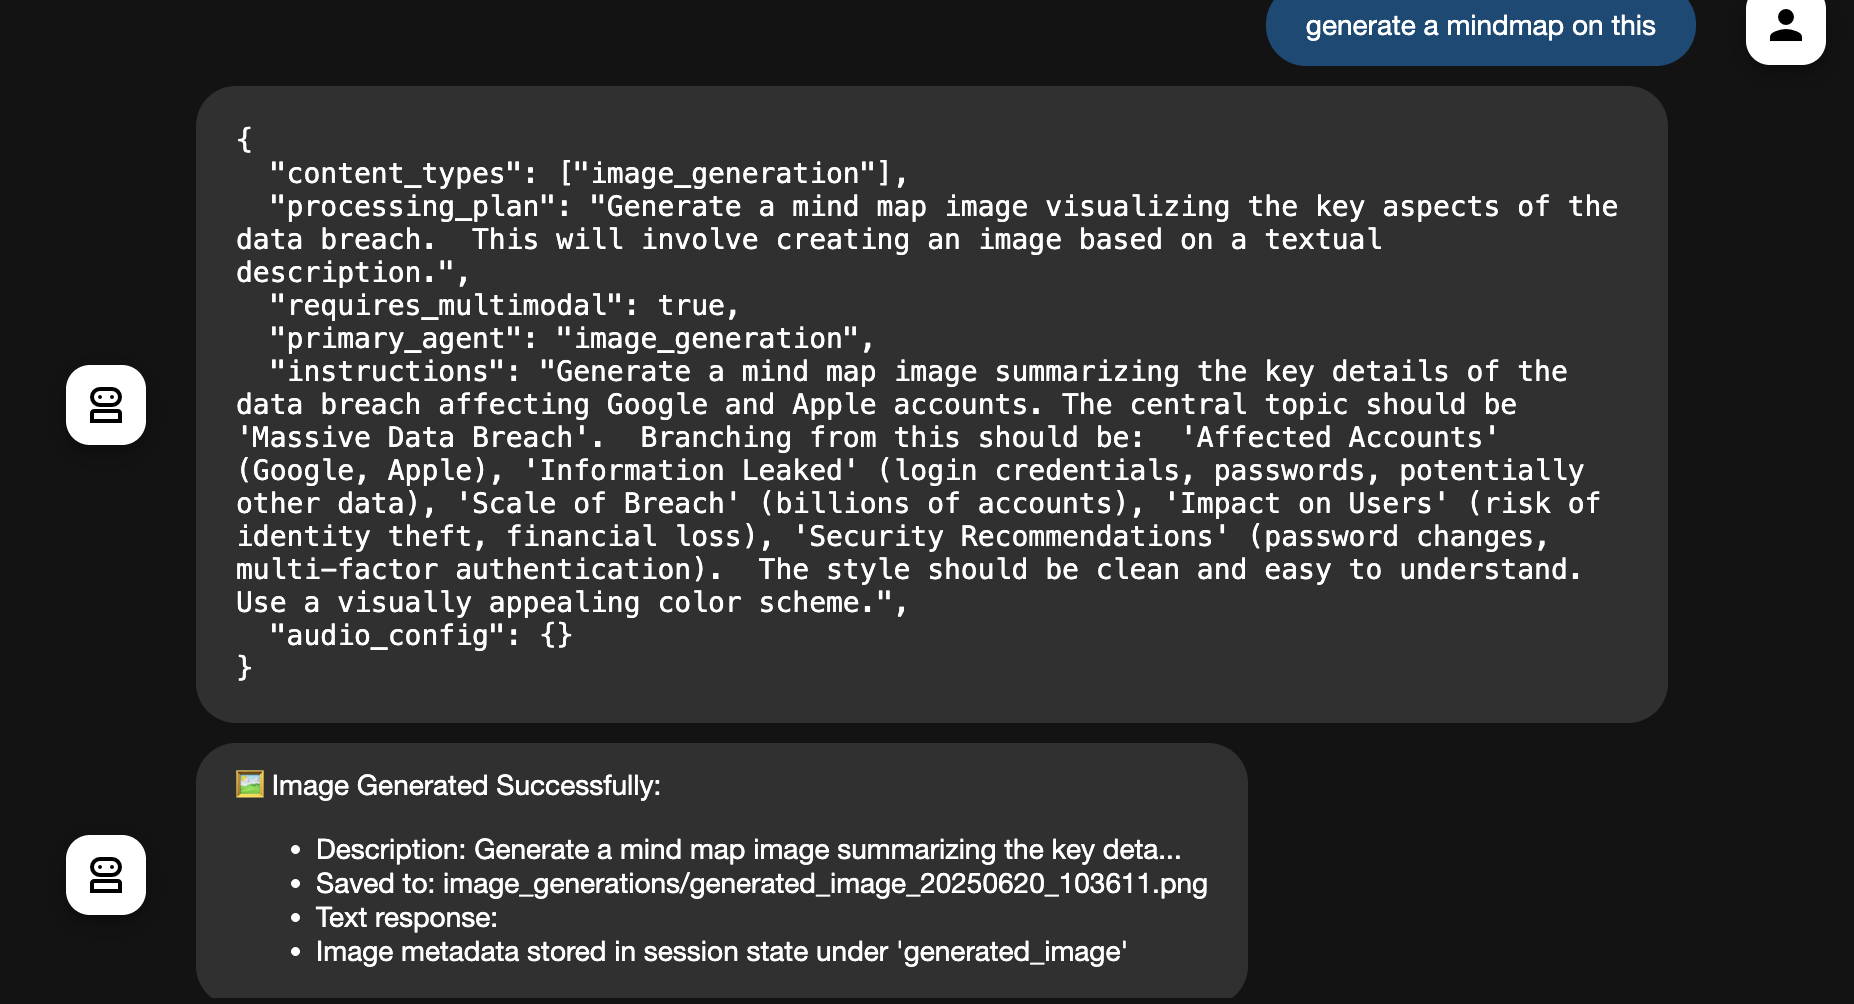 generate a mindmap on this
{
  "content_types": ["image_generation"],
  "processing_plan": "Generate a mind map image visualizing the key aspects of the
data breach.  This will involve creating an image based on a textual
description.",
  "requires_multimodal": true,
  "primary_agent": "image_generation",
  "instructions": "Generate a mind map image summarizing the key details of the
data breach affecting Google and Apple accounts. The central topic should be
'Massive Data Breach'.  Branching from this should be:  'Affected Accounts'
(Google, Apple), 'Information Leaked' (login credentials, passwords, potentially
other data), 'Scale of Breach' (billions of accounts), 'Impact on Users' (risk of
identity theft, financial loss), 'Security Recommendations' (password changes,
multi-factor authentication).  The style should be clean and easy to understand.
Use a visually appealing color scheme.",
  "audio_config": {}
}
🖼️ Image Generated Successfully:
• Description: Generate a mind map image summarizing the key deta...
• Saved to: image_generations/generated_image_20250620_103611.png
• Text response:
• Image metadata stored in session state under 'generated_image'